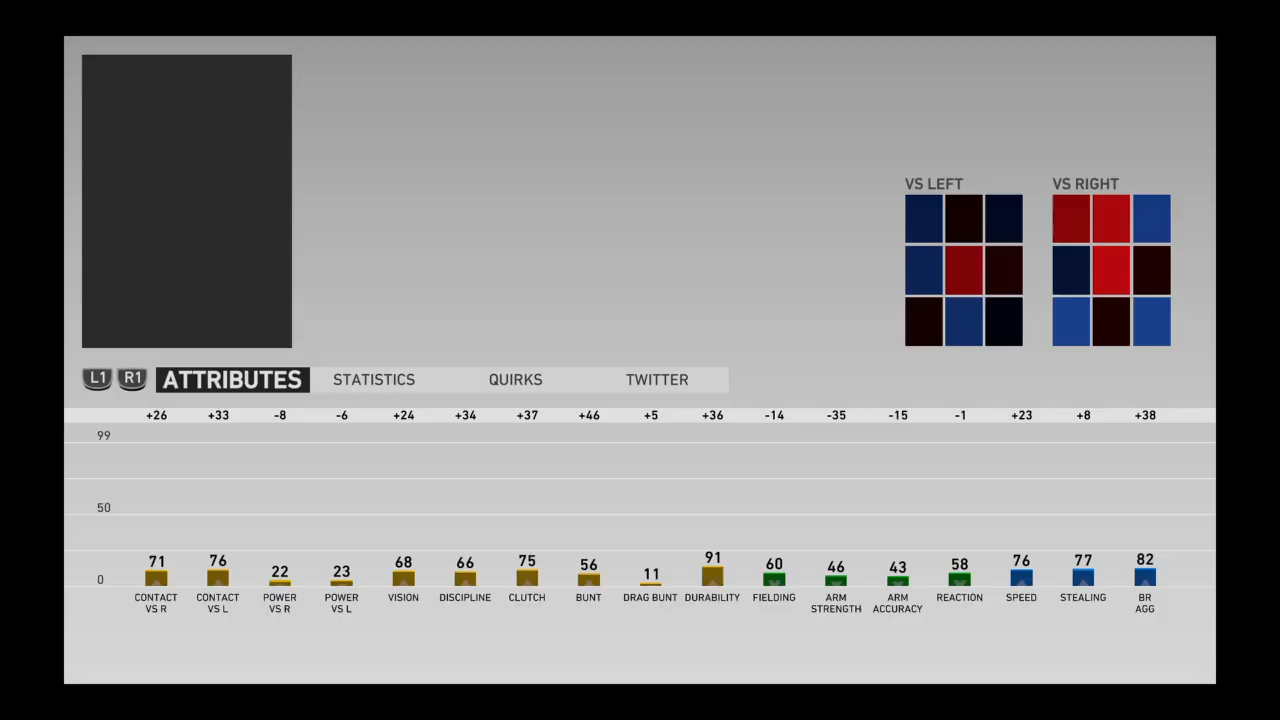 VS LEFT VS RIGHT
L1 R1 ATTRIBUTES STATISTICS QUIRKS TWITTER
+26 +33 -8 -6 +24 +34 +37 +46 +5 +36 -14 -35 -15 -1 +23 +8 +38
99
50
0
71 76 22 23 68 66 75 56 11 91 60 46 43 58 76 77 82
CONTACT CONTACT POWER POWER VISION DISCIPLINE CLUTCH BUNT DRAG BUNT DURABILITY FIELDING ARM ARM REACTION SPEED STEALING BR
VS R VS L VS R VS L STRENGTH ACCURACY AGG